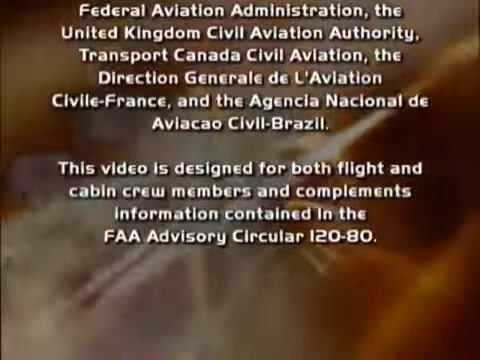 Federal Aviation Administration, the
United Kingdom Civil Aviation Authority,
Transport Canada Civil Aviation, the
Direction Generale de L'Aviation
Civile-France, and the Agencia Nacional de
Aviacao Civil-Brazil.
This video is designed for both flight and
cabin crew members and complements
information contained in the
FAA Advisory Circular 120-80.